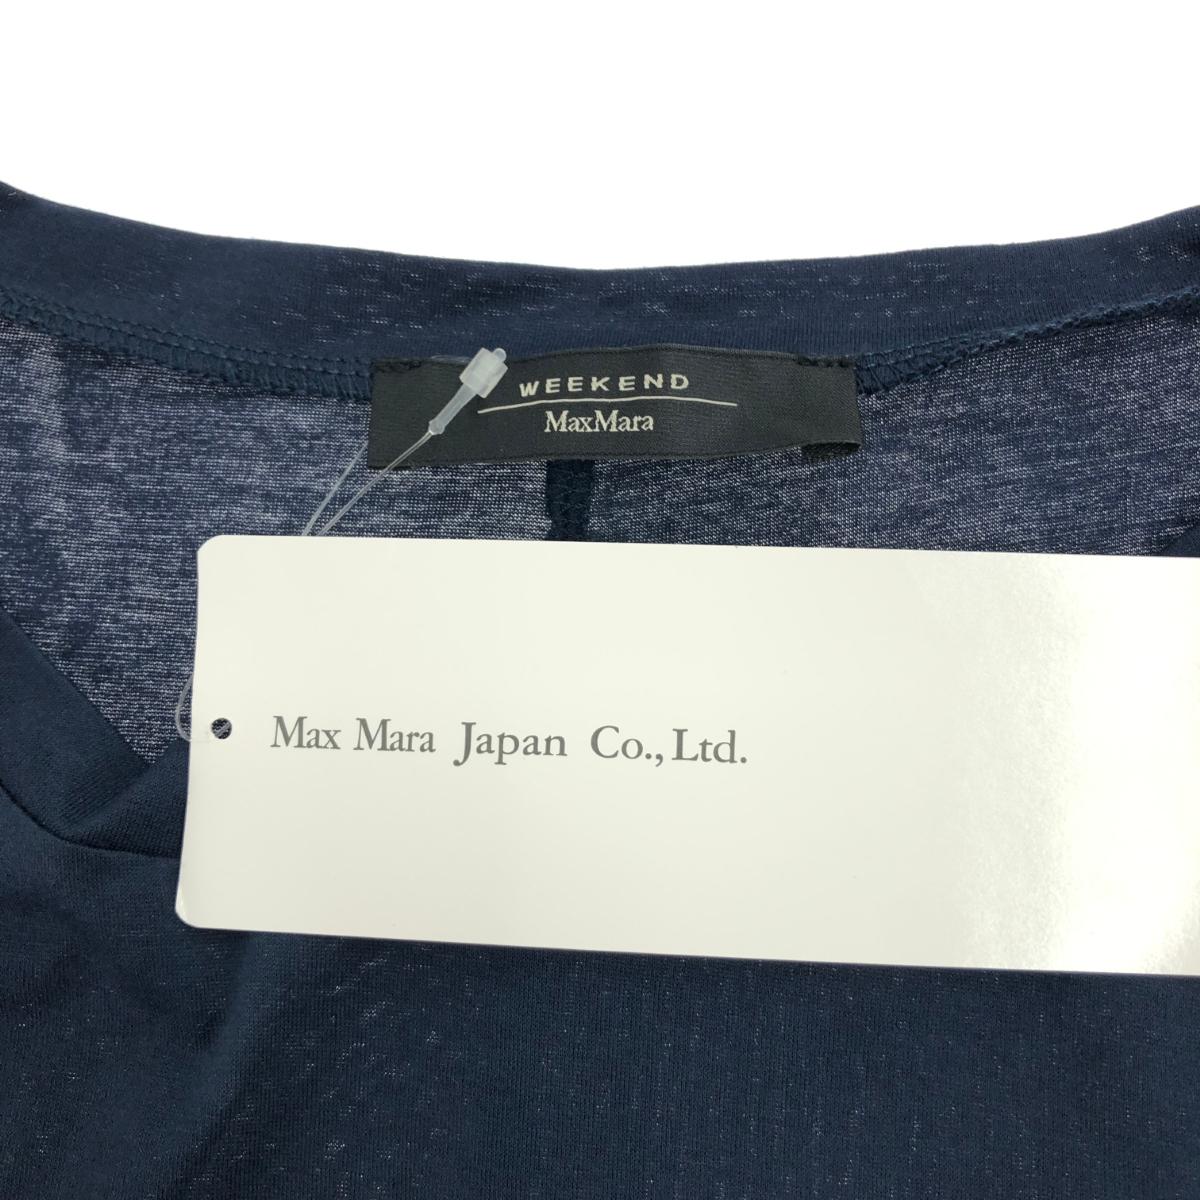 WEEKEND
MaxMara
Max Mara Japan Co., Ltd.